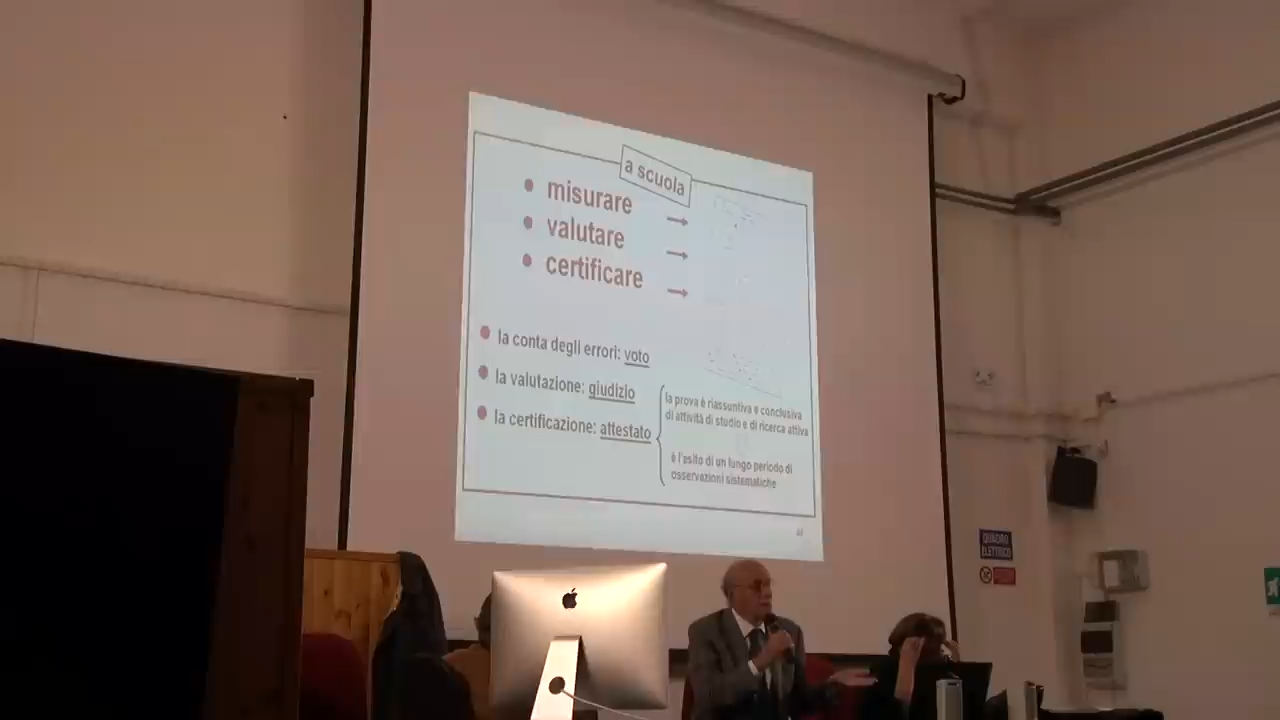 a scuola
misurare
valutare
certificare
la conta degli errori: voto
la valutazione: giudizio
la certificazione: attestato
la prova è riassuntiva e conclusiva
di attività di studio e di ricerca attiva
è l'esito di un lungo periodo di
osservazioni sistematiche
QUADRO
ELETTRICO